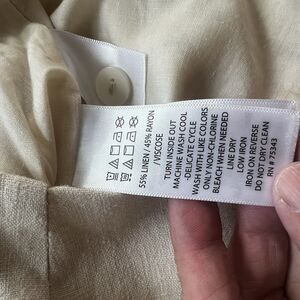 55% LINEN / 45% RAYON
/ VISCOSE
TURN INSIDE OUT
MACHINE WASH COOL
-DELICATE CYCLE
WASH WITH LIKE COLORS
ONLY NON-CHLORINE
BLEACH WHEN NEEDED
LINE DRY
LOW IRON
IRON ON REVERSE
DO NOT DRY CLEAN
RN # 75343